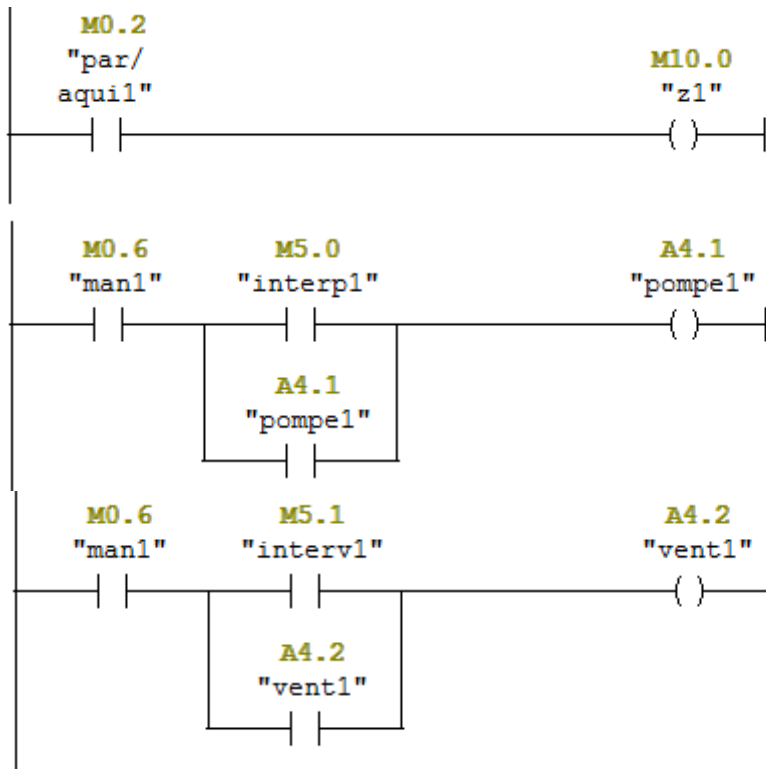 M0.2
"par/
aqui1"
M10.0
"z1"
M0.6
"man1"
M5.0
"interp1"
A4.1
"pompe1"
A4.1
"pompe1"
M0.6
"man1"
M5.1
"interv1"
A4.2
"vent1"
A4.2
"vent1"